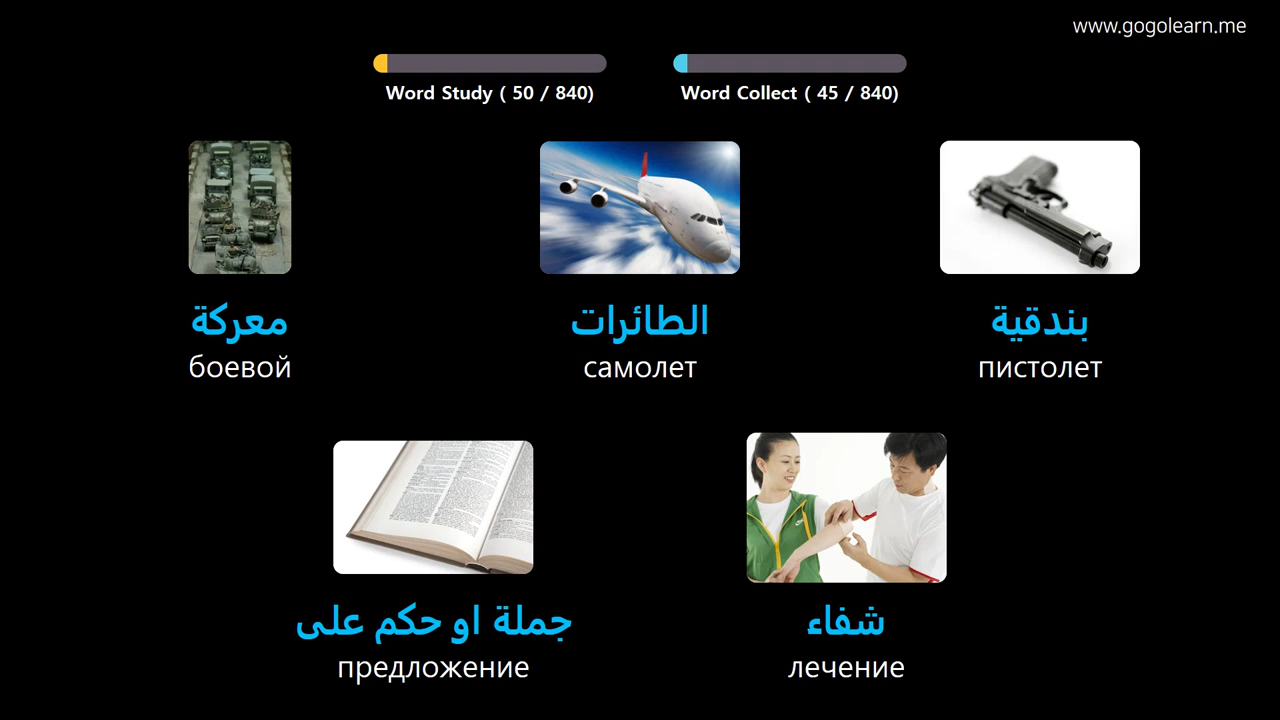 www.gogolearn.me
Word Study ( 50 / 840)
Word Collect ( 45 / 840)
معركة
боевой
الطائرات
самолет
بندقية
пистолет
جملة او حكم على
предложение
شفاء
лечение